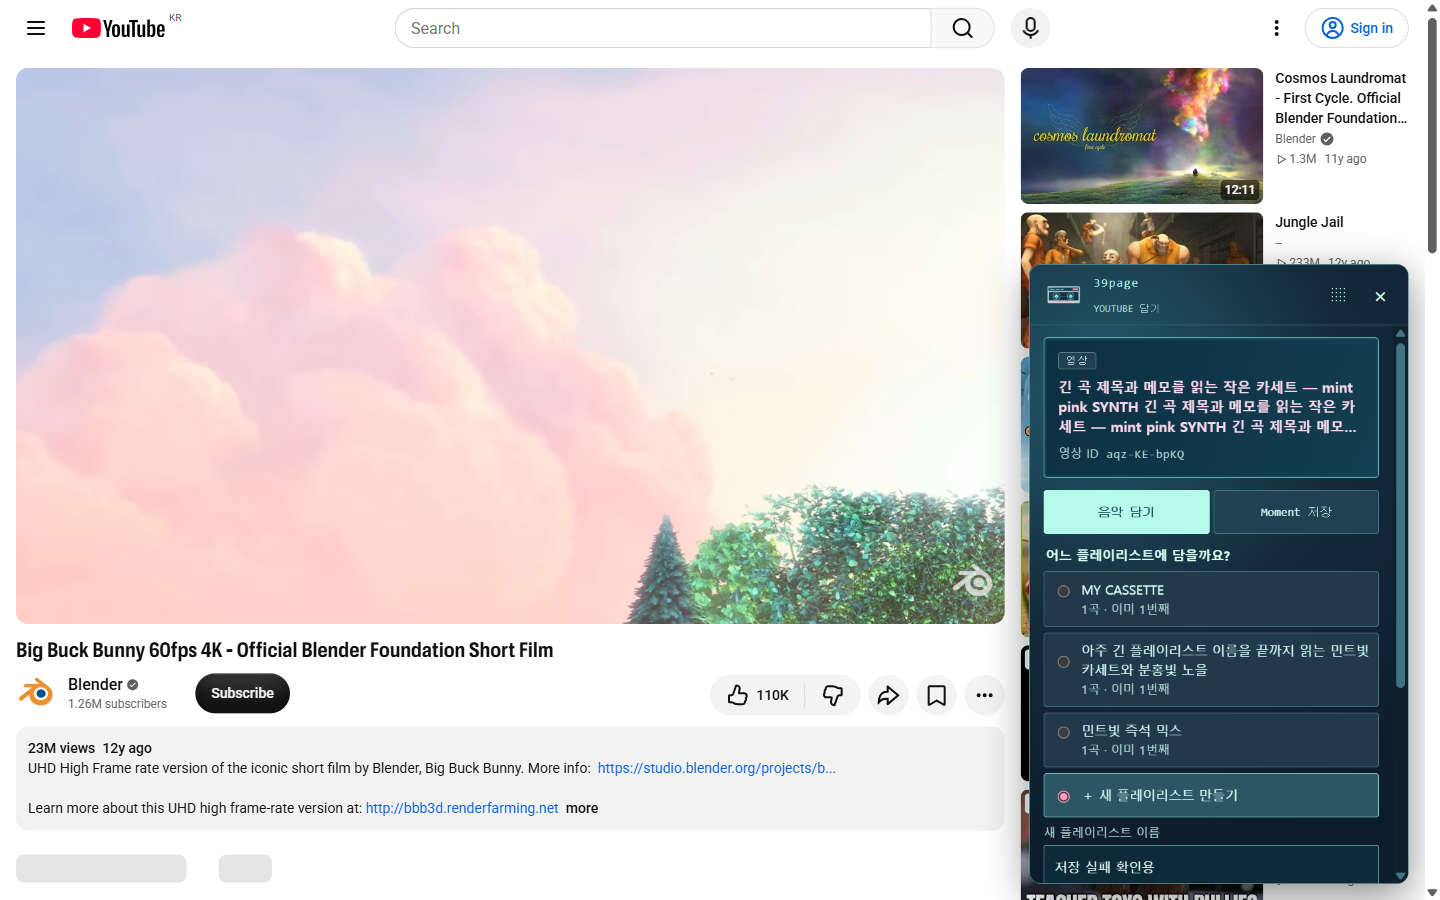 YouTube KR
Search
Sign in
Cosmos Laundromat
- First Cycle. Official
Blender Foundation...
Blender
1.3M 11y ago
cosmos laundromat
first cycle
12:11
Jungle Jail
--
233M 12y ago
39page
YOUTUBE 담기
영상
긴 곡 제목과 메모를 읽는 작은 카세트 — mint
pink SYNTH 긴 곡 제목과 메모를 읽는 작은 카
세트 — mint pink SYNTH 긴 곡 제목과 메모...
영상 ID aqz-KE-bpKQ
음악 담기
Moment 저장
어느 플레이리스트에 담을까요?
MY CASSETTE
1곡 · 이미 1번째
아주 긴 플레이리스트 이름을 끝까지 읽는 민트빛
카세트와 분홍빛 노을
1곡 · 이미 1번째
민트빛 즉석 믹스
1곡 · 이미 1번째
+ 새 플레이리스트 만들기
새 플레이리스트 이름
저장 실패 확인용
Big Buck Bunny 60fps 4K - Official Blender Foundation Short Film
Blender
1.26M subscribers
Subscribe
110K
23M views 12y ago
UHD High Frame rate version of the iconic short film by Blender, Big Buck Bunny. More info: https://studio.blender.org/projects/b...
Learn more about this UHD high frame-rate version at: http://bbb3d.renderfarming.net more